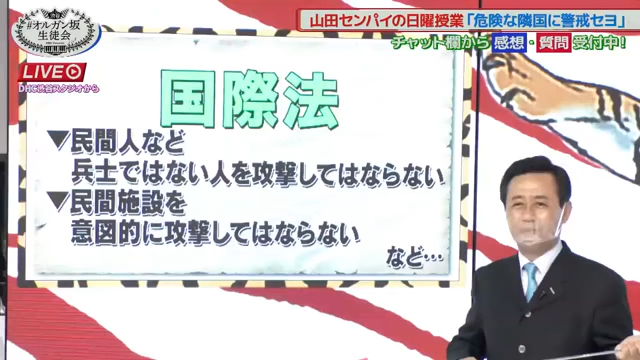 #オルガン坂
生徒会
山田センパイの日曜授業「危険な隣国に警戒セヨ」
チャット欄から 感想・質問 受付中！
LIVE
DHC渋谷スタジオから
国際法
▼民間人など
兵士ではない人を攻撃してはならない
▼民間施設を
意図的に攻撃してはならない
など…